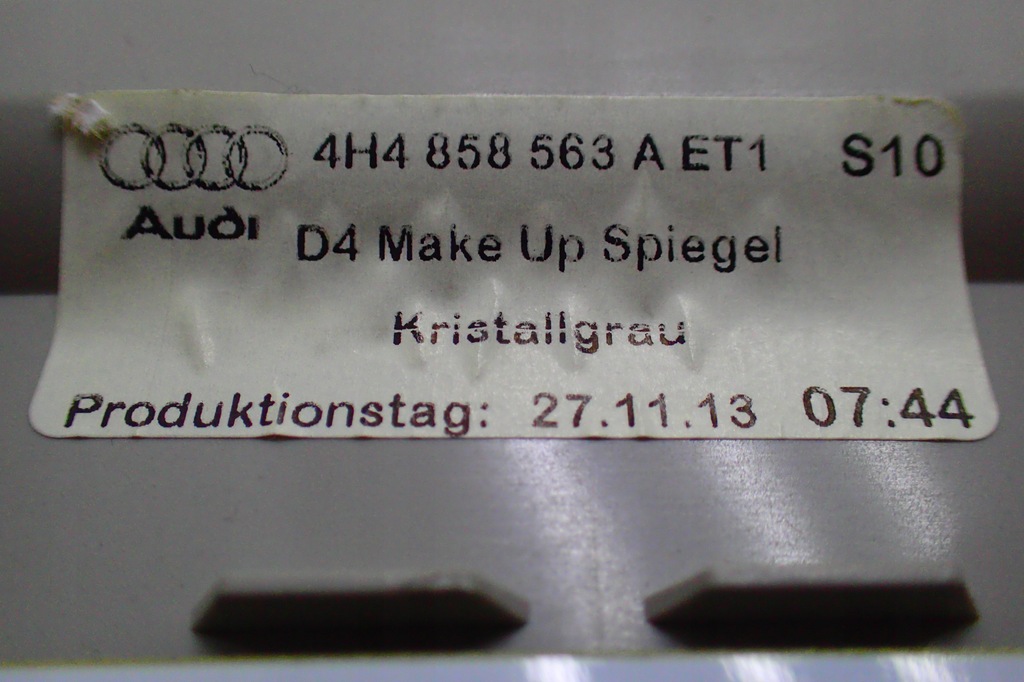 4H4 858 563 A ET1 S10
Audi D4 Make Up Spiegel
Kristallgrau
Produktionstag: 27.11.13 07:44